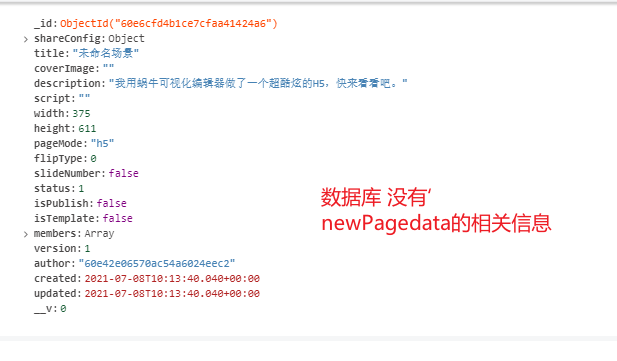 _id:ObjectId("60e6cfd4b1ce7cfaa41424a6")
> shareConfig:Object
title:"未命名场景"
coverImage:""
description:"我用蜗牛可视化编辑器做了一个超酷炫的H5，快来看看吧。"
script:""
width:375
height:611
pageMode:"h5"
flipType:0
slideNumber:false
status:1
isPublish:false
isTemplate:false
> members:Array
version:1
author:"60e42e06570ac54a6024eec2"
created:2021-07-08T10:13:40.040+00:00
updated:2021-07-08T10:13:40.040+00:00
__v:0
数据库 没有‘
newPagedata的相关信息